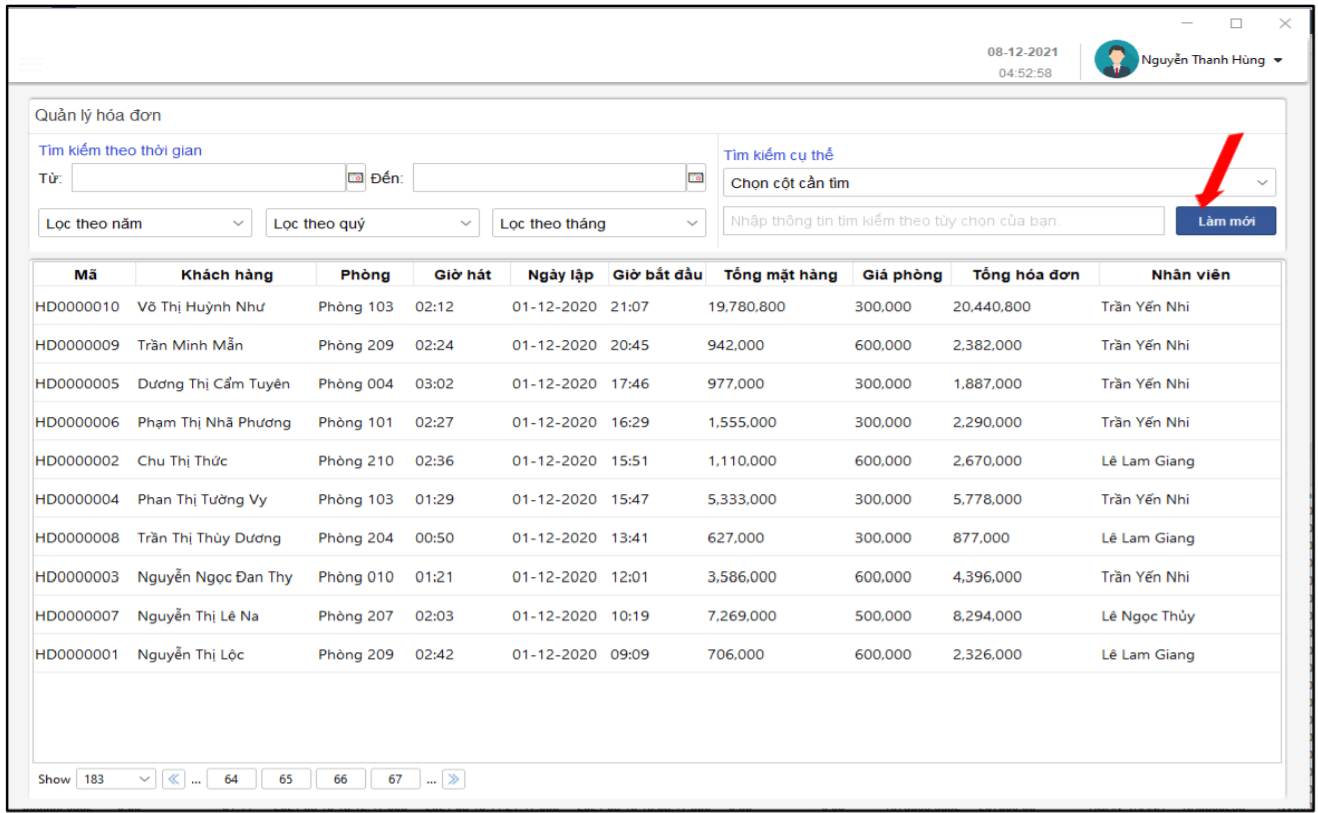 08-12-2021
04:52:58
Nguyễn Thanh Hùng
Quản lý hóa đơn
Tìm kiếm theo thời gian
Từ: Đến:
Lọc theo năm Lọc theo quý Lọc theo tháng
Tìm kiếm cụ thể
Chọn cột cần tìm
Nhập thông tin tìm kiếm theo tùy chọn của bạn. Làm mới
Mã Khách hàng Phòng Giờ hát Ngày lập Giờ bắt đầu Tổng mặt hàng Giá phòng Tổng hóa đơn Nhân viên
HD0000010 Võ Thị Huỳnh Như Phòng 103 02:12 01-12-2020 21:07 19,780,800 300,000 20,440,800 Trần Yến Nhi
HD0000009 Trần Minh Mẫn Phòng 209 02:24 01-12-2020 20:45 942,000 600,000 2,382,000 Trần Yến Nhi
HD0000005 Dương Thị Cẩm Tuyên Phòng 004 03:02 01-12-2020 17:46 977,000 300,000 1,887,000 Trần Yến Nhi
HD0000006 Phạm Thị Nhã Phương Phòng 101 02:27 01-12-2020 16:29 1,555,000 300,000 2,290,000 Trần Yến Nhi
HD0000002 Chu Thị Thức Phòng 210 02:36 01-12-2020 15:51 1,110,000 600,000 2,670,000 Lê Lam Giang
HD0000004 Phan Thị Tường Vy Phòng 103 01:29 01-12-2020 15:47 5,333,000 300,000 5,778,000 Trần Yến Nhi
HD0000008 Trần Thị Thùy Dương Phòng 204 00:50 01-12-2020 13:41 627,000 300,000 877,000 Lê Lam Giang
HD0000003 Nguyễn Ngọc Đan Thy Phòng 010 01:21 01-12-2020 12:01 3,586,000 600,000 4,396,000 Trần Yến Nhi
HD0000007 Nguyễn Thị Lê Na Phòng 207 02:03 01-12-2020 10:19 7,269,000 500,000 8,294,000 Lê Ngọc Thủy
HD0000001 Nguyễn Thị Lộc Phòng 209 02:42 01-12-2020 09:09 706,000 600,000 2,326,000 Lê Lam Giang
Show 183 ... 64 65 66 67 ...